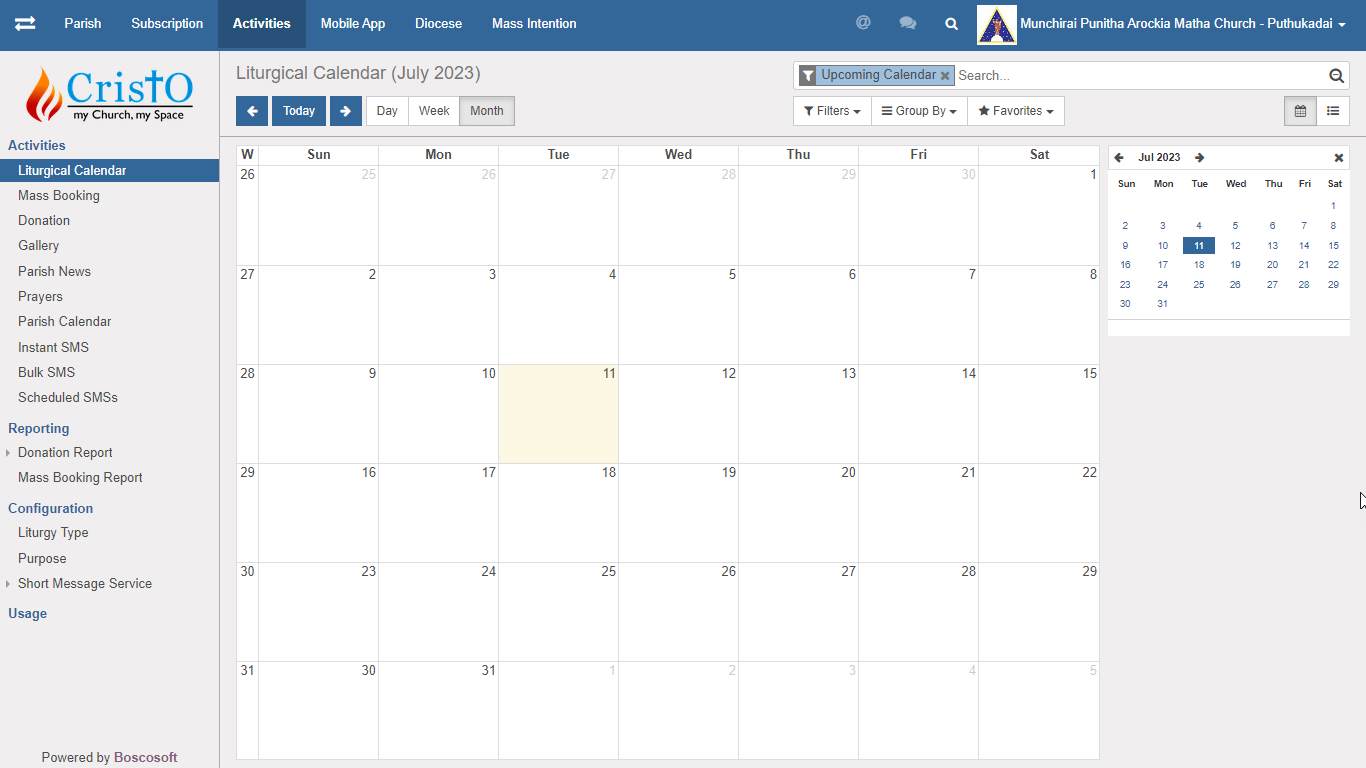 Parish Subscription Activities Mobile App Diocese Mass Intention @ Munchirai Punitha Arockia Matha Church - Puthukadai
CristO
my Church, my Space
Activities
Liturgical Calendar
Mass Booking
Donation
Gallery
Parish News
Prayers
Parish Calendar
Instant SMS
Bulk SMS
Scheduled SMSs
Reporting
Donation Report
Mass Booking Report
Configuration
Liturgy Type
Purpose
Short Message Service
Usage
Powered by Boscosoft
Liturgical Calendar (July 2023)
Upcoming Calendar Search...
Today Day Week Month
Filters Group By Favorites
W Sun Mon Tue Wed Thu Fri Sat
26 25 26 27 28 29 30 1
27 2 3 4 5 6 7 8
28 9 10 11 12 13 14 15
29 16 17 18 19 20 21 22
30 23 24 25 26 27 28 29
31 30 31 1 2 3 4 5
Jul 2023
Sun Mon Tue Wed Thu Fri Sat
1
2 3 4 5 6 7 8
9 10 11 12 13 14 15
16 17 18 19 20 21 22
23 24 25 26 27 28 29
30 31